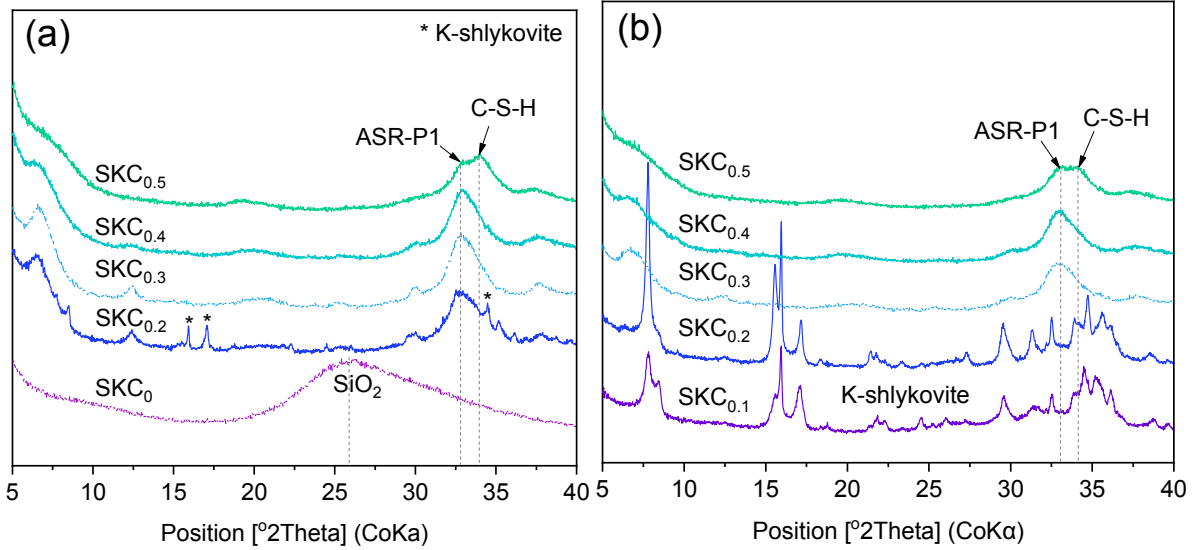 (a)
* K-shlykovite
C-S-H
ASR-P1
SKC0.5
SKC0.4
SKC0.3
* * *
SKC0.2
SKC0
SiO2
5 10 15 20 25 30 35 40
Position [°2Theta] (CoKa)
(b)
C-S-H
ASR-P1
SKC0.5
SKC0.4
SKC0.3
SKC0.2
K-shlykovite
SKC0.1
5 10 15 20 25 30 35 40
Position [°2Theta] (CoKα)